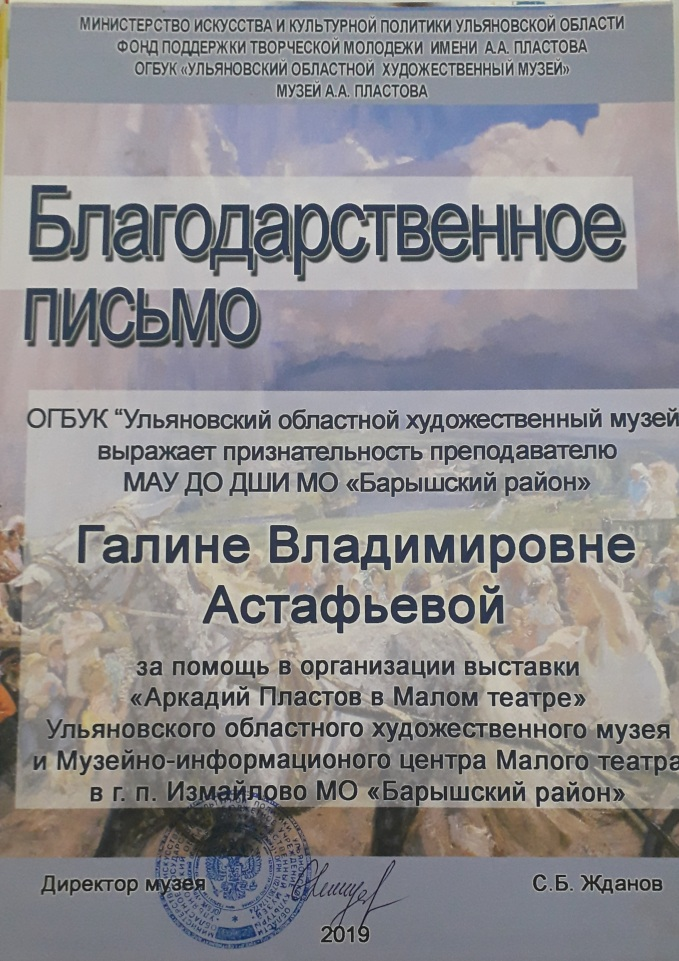 МИНИСТЕРСТВО ИСКУССТВА И КУЛЬТУРНОЙ ПОЛИТИКИ УЛЬЯНОВСКОЙ ОБЛАСТИ
ФОНД ПОДДЕРЖКИ ТВОРЧЕСКОЙ МОЛОДЕЖИ ИМЕНИ А.А. ПЛАСТОВА
ОГБУК «УЛЬЯНОВСКИЙ ОБЛАСТНОЙ ХУДОЖЕСТВЕННЫЙ МУЗЕЙ»
МУЗЕЙ А.А. ПЛАСТОВА
Благодарственное
письмо
ОГБУК “Ульяновский областной художественный музей
выражает признательность преподавателю
МАУ ДО ДШИ МО «Барышский район»
Галине Владимировне
Астафьевой
за помощь в организации выставки
«Аркадий Пластов в Малом театре»
Ульяновского областного художественного музея
и Музейно-информационого центра Малого театра
в г. п. Измайлово МО «Барышский район»
Директор музея С.Б. Жданов
2019